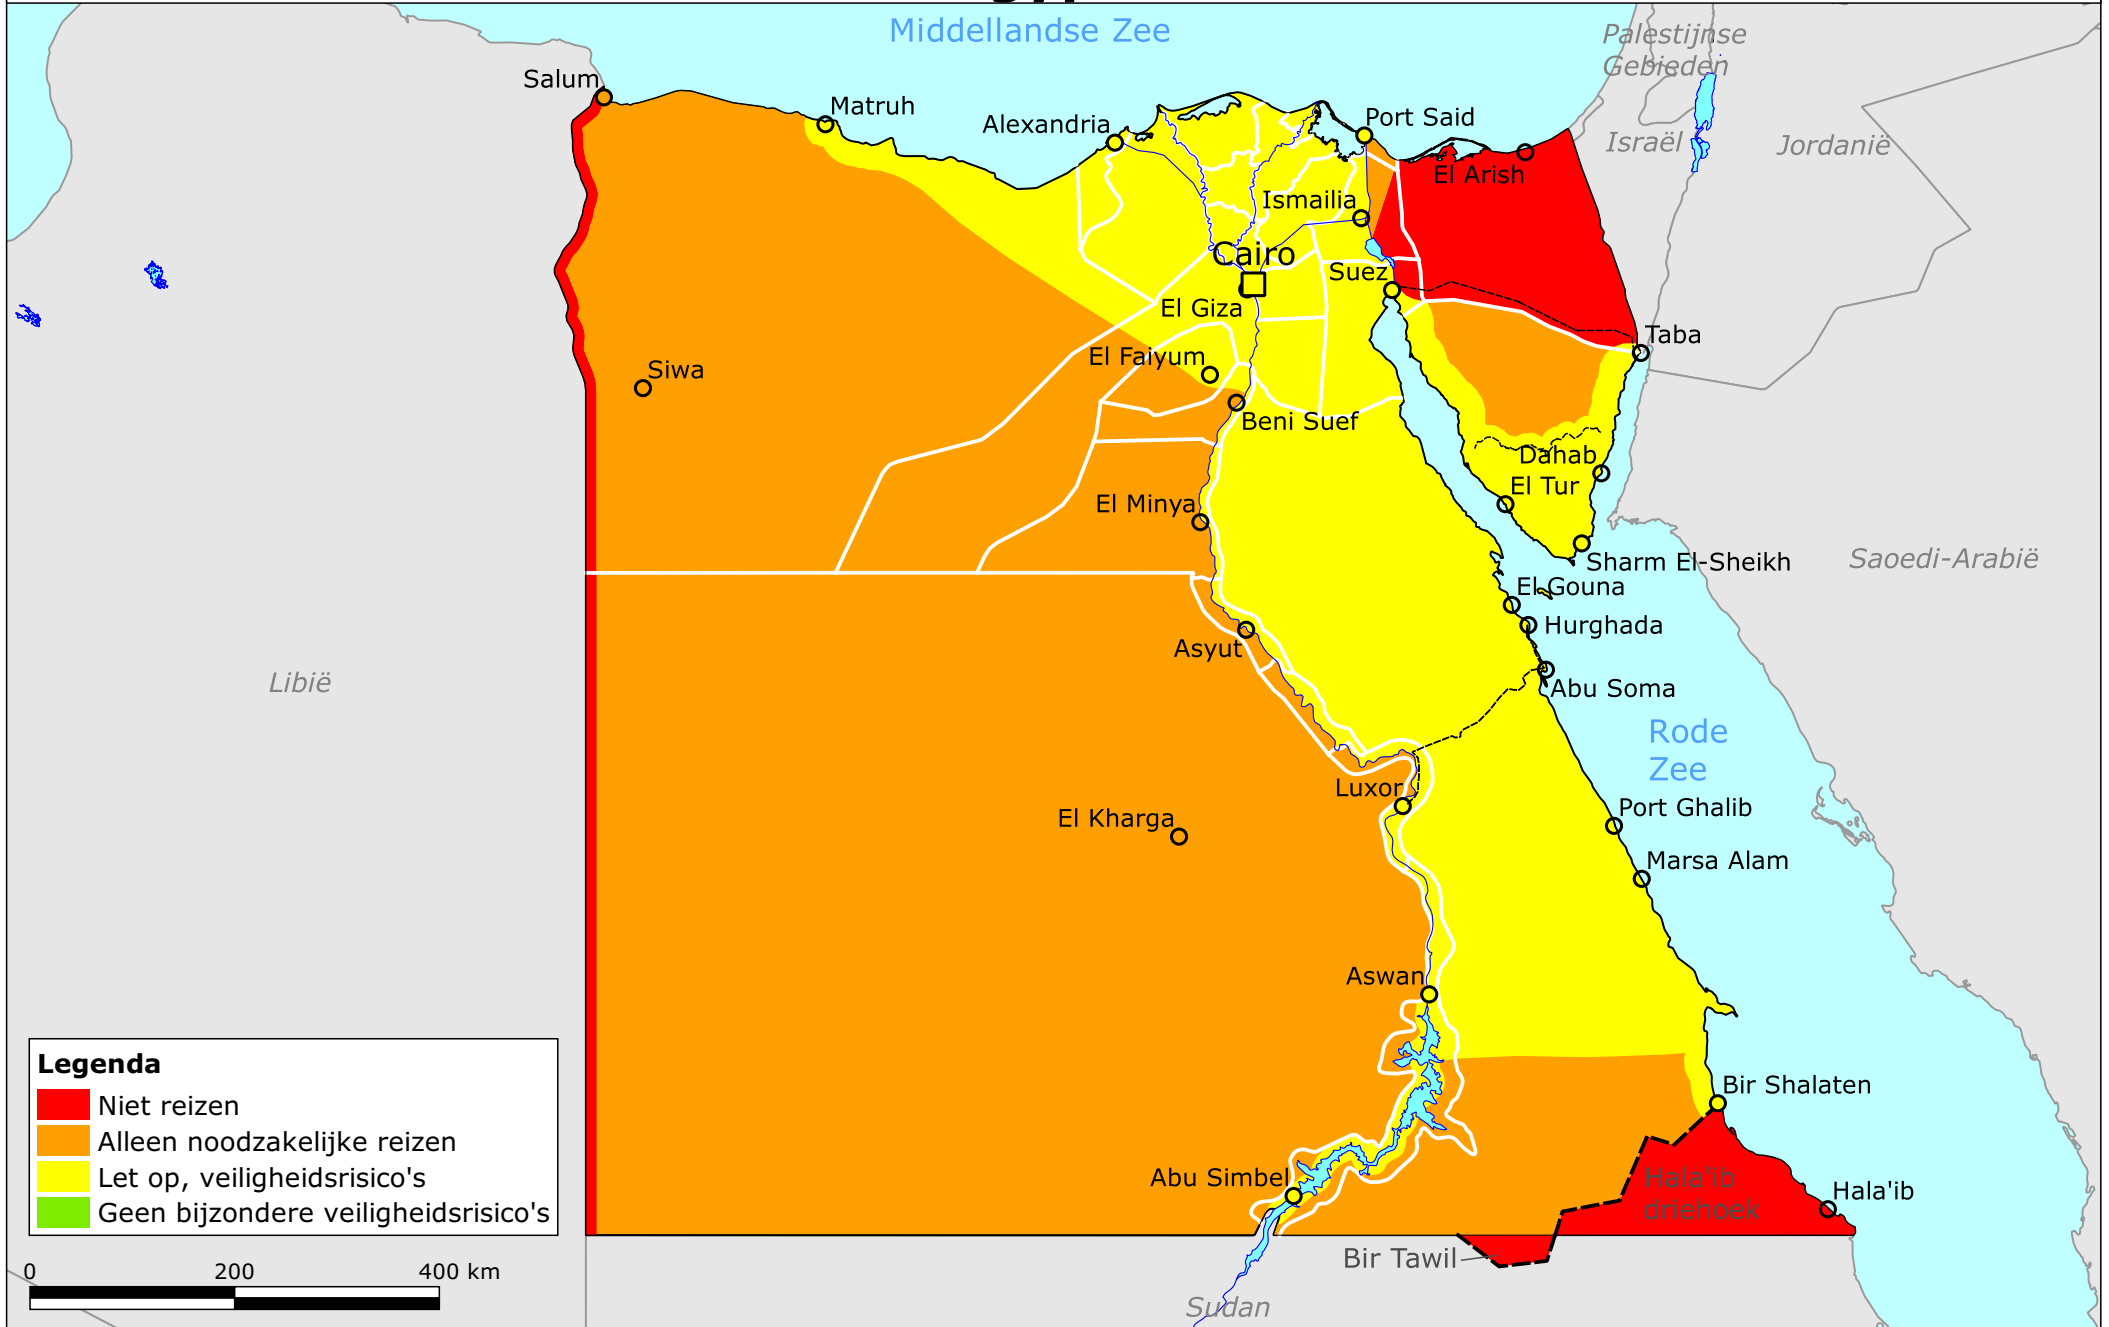 Middellandse Zee
Palestijnse
Gebieden
Salum
Matruh
Alexandria
Port Said
Israël
Jordanië
El Arish
Ismailia
Cairo
Suez
El Giza
Taba
El Faiyum
Siwa
Beni Suef
Dahab
El Tur
El Minya
Sharm El-Sheikh
Saoedi-Arabië
El Gouna
Hurghada
Asyut
Libië
Abu Soma
Rode
Zee
Luxor
Port Ghalib
El Kharga
Marsa Alam
Aswan
Legenda
Niet reizen
Alleen noodzakelijke reizen
Let op, veiligheidsrisico's
Geen bijzondere veiligheidsrisico's
Bir Shalaten
Abu Simbel
Hala'ib
driehoek
Hala'ib
Bir Tawil
0 200 400 km
Sudan